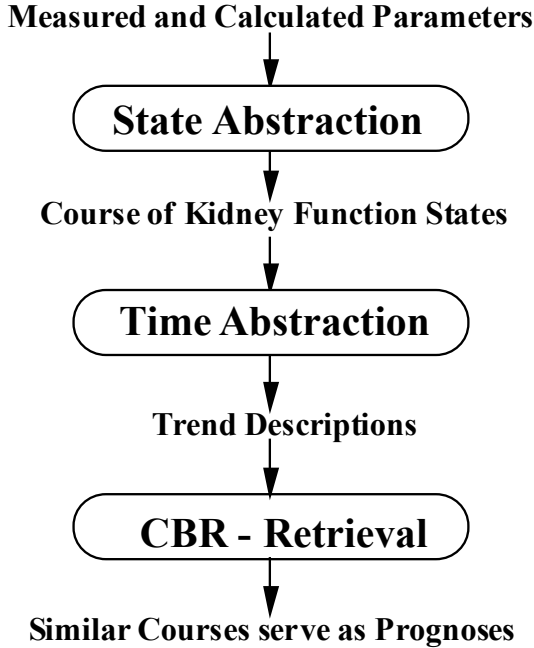 Measured and Calculated Parameters
State Abstraction
Course of Kidney Function States
Time Abstraction
Trend Descriptions
CBR - Retrieval
Similar Courses serve as Prognoses